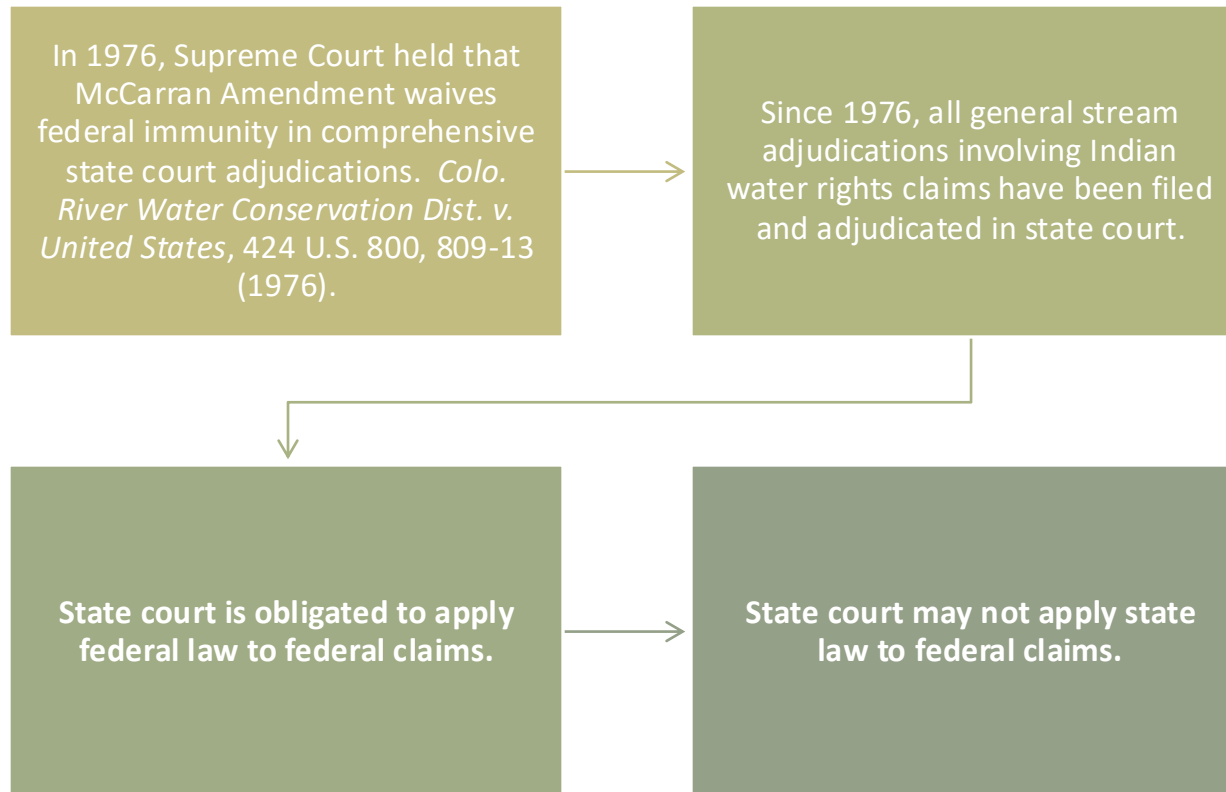 In 1976, Supreme Court held that
McCarran Amendment waives
federal immunity in comprehensive
state court adjudications.  Colo.
River Water Conservation Dist. v.
United States, 424 U.S. 800, 809-13
(1976).
Since 1976, all general stream
adjudications involving Indian
water rights claims have been filed
and adjudicated in state court.
State court is obligated to apply
federal law to federal claims.
State court may not apply state
law to federal claims.